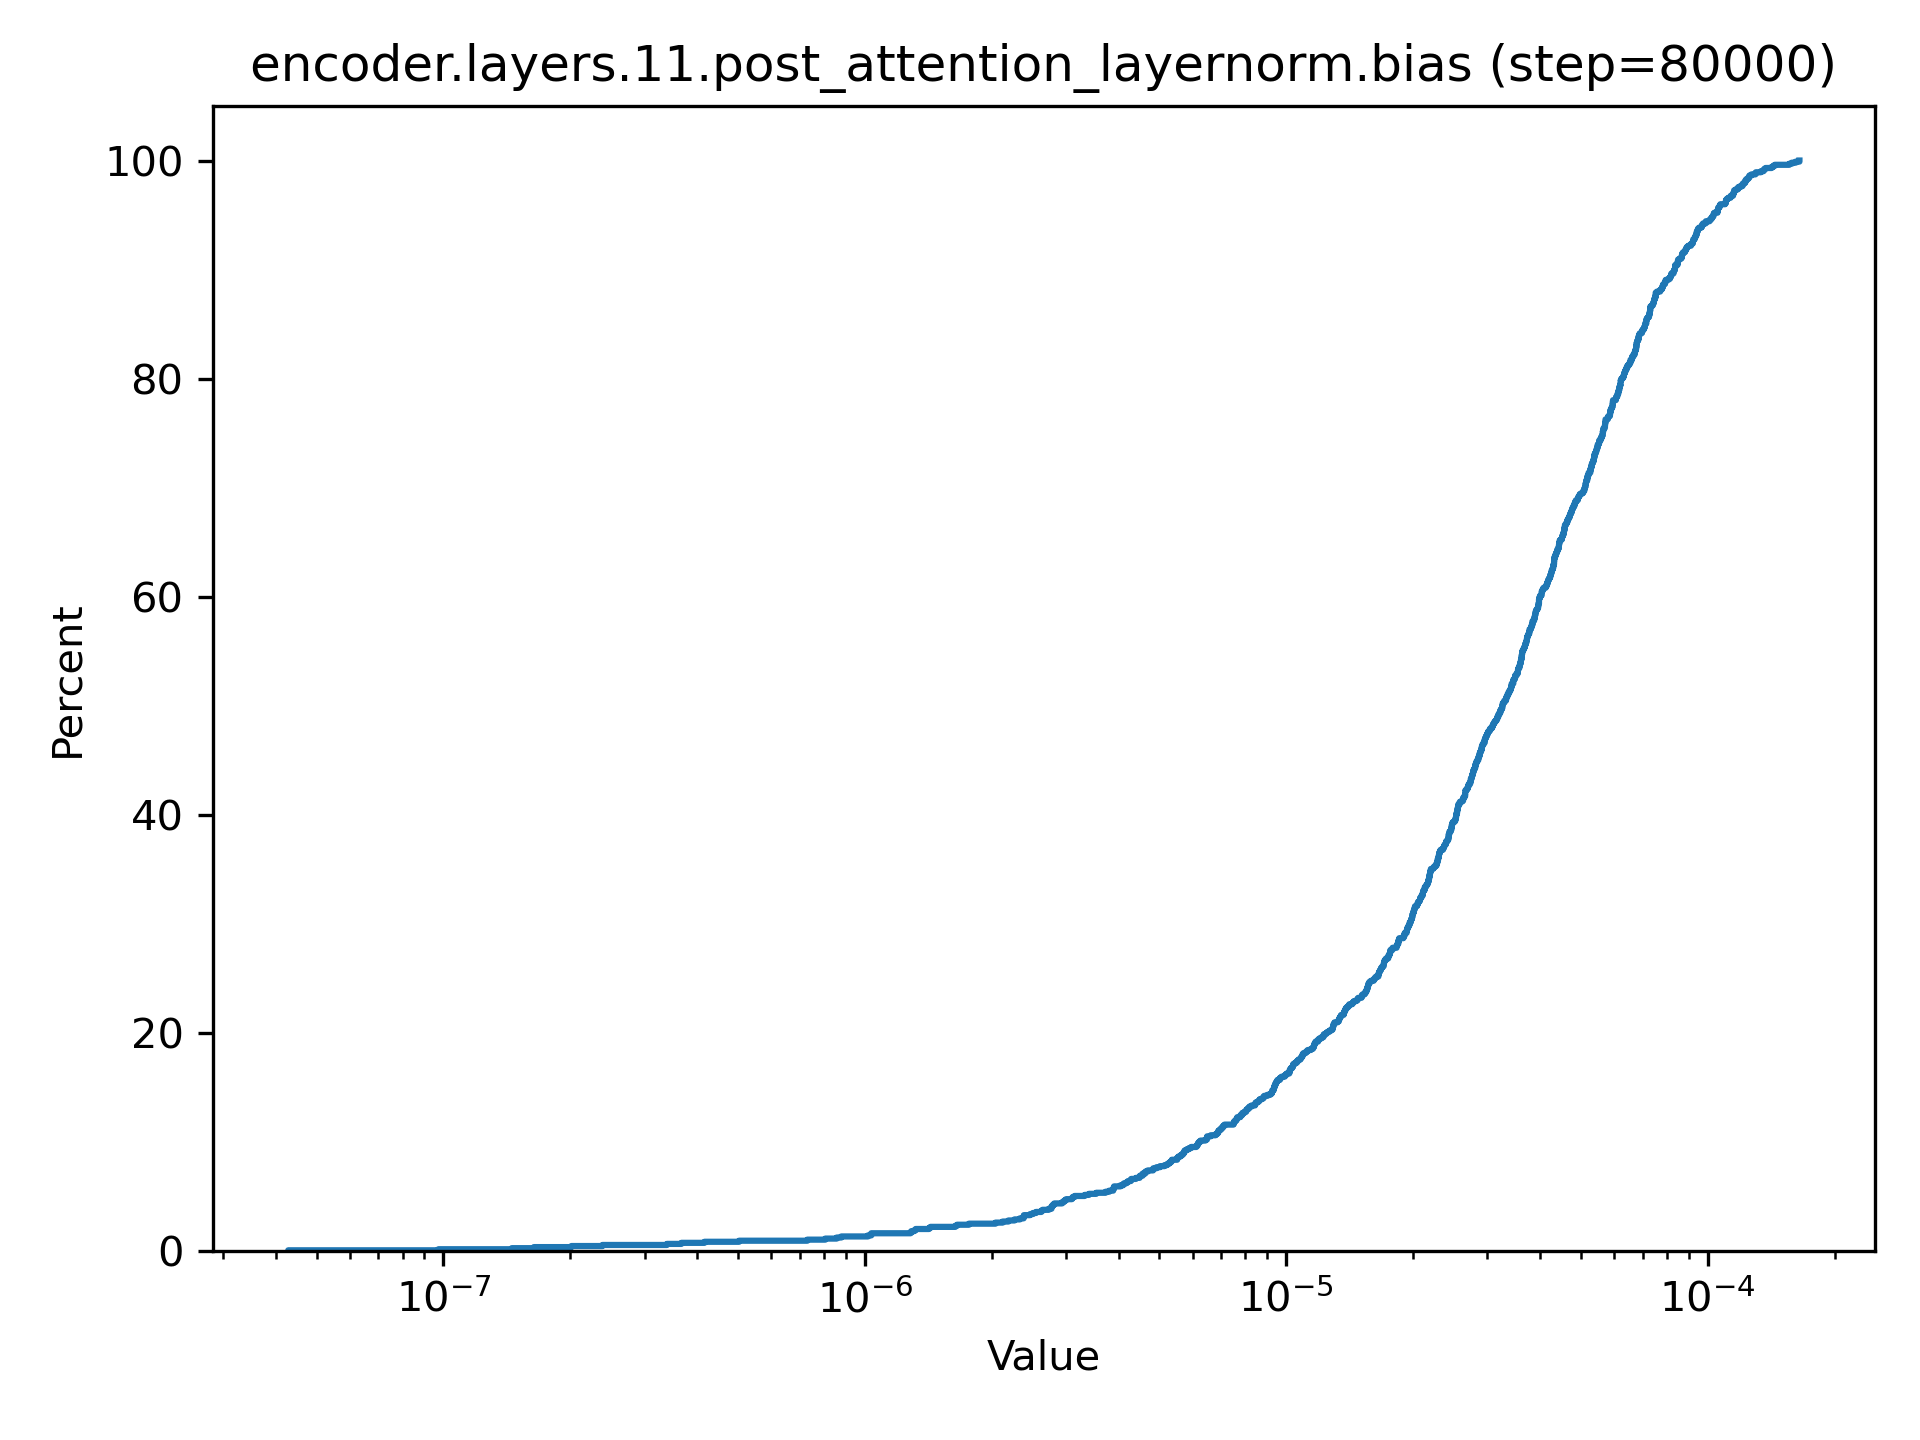 encoder.layers.11.post_attention_layernorm.bias (step=80000)
100
80
60
40
20
0
Percent
10⁻⁷ 10⁻⁶ 10⁻⁵ 10⁻⁴
Value